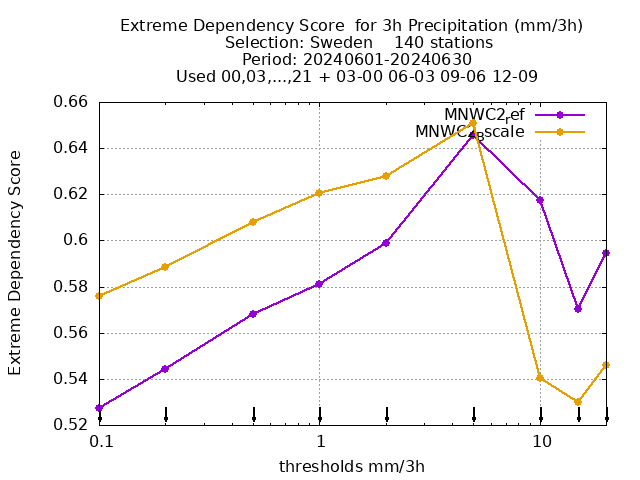 Extreme Dependency Score  for 3h Precipitation (mm/3h)
Selection: Sweden    140 stations
Period: 20240601-20240630
Used 00,03,...,21 + 03-00 06-03 09-06 12-09
MNWC2ref
MNWC2Bscale
Extreme Dependency Score
0.66
0.64
0.62
0.6
0.58
0.56
0.54
0.52
0.1
1
10
thresholds mm/3h